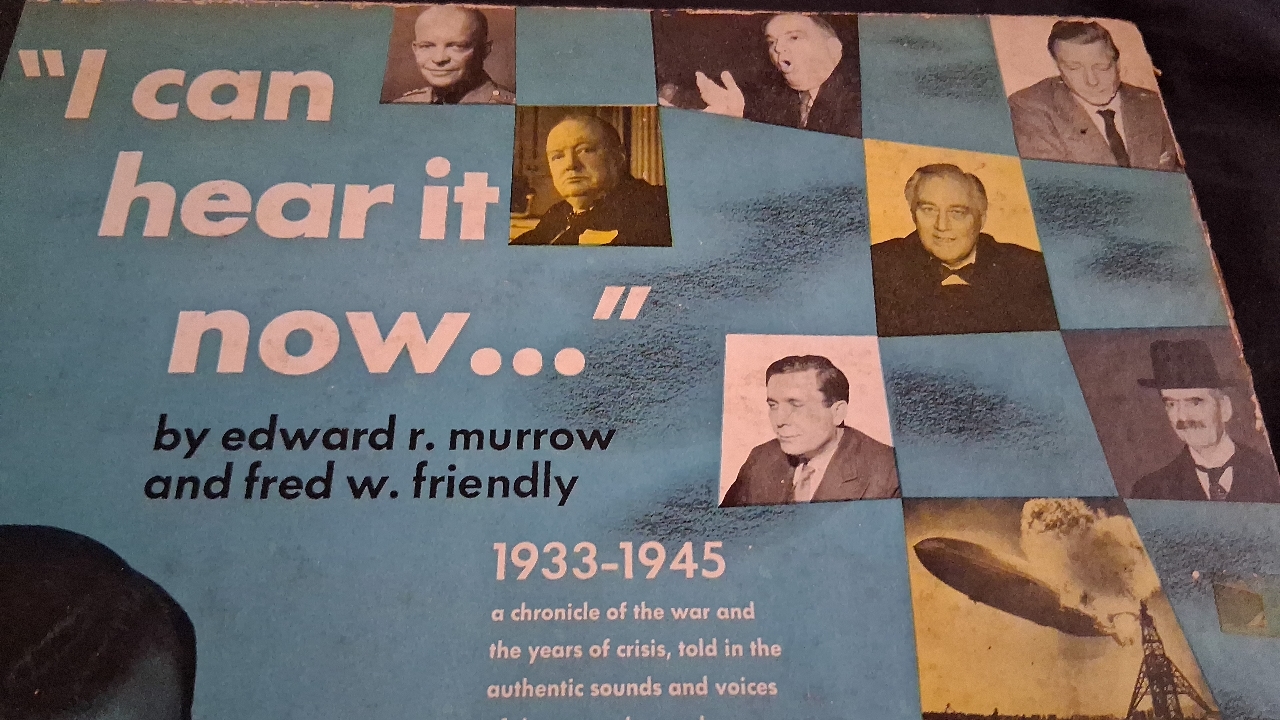 "I can
hear it
now..."
by edward r. murrow
and fred w. friendly
1933-1945
a chronicle of the war and
the years of crisis, told in the
authentic sounds and voices